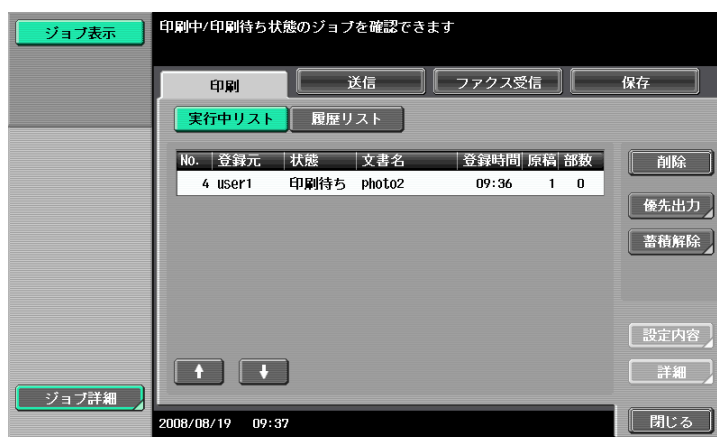 ジョブ表示
印刷中/印刷待ち状態のジョブを確認できます
印刷 送信 ファクス受信 保存
実行中リスト 履歴リスト
No. 登録元 状態 文書名 登録時間 原稿 部数
4 user1 印刷待ち photo2 09:36 1 0
削除
優先出力
蓄積解除
設定内容
詳細
ジョブ詳細
2008/08/19 09:37
閉じる